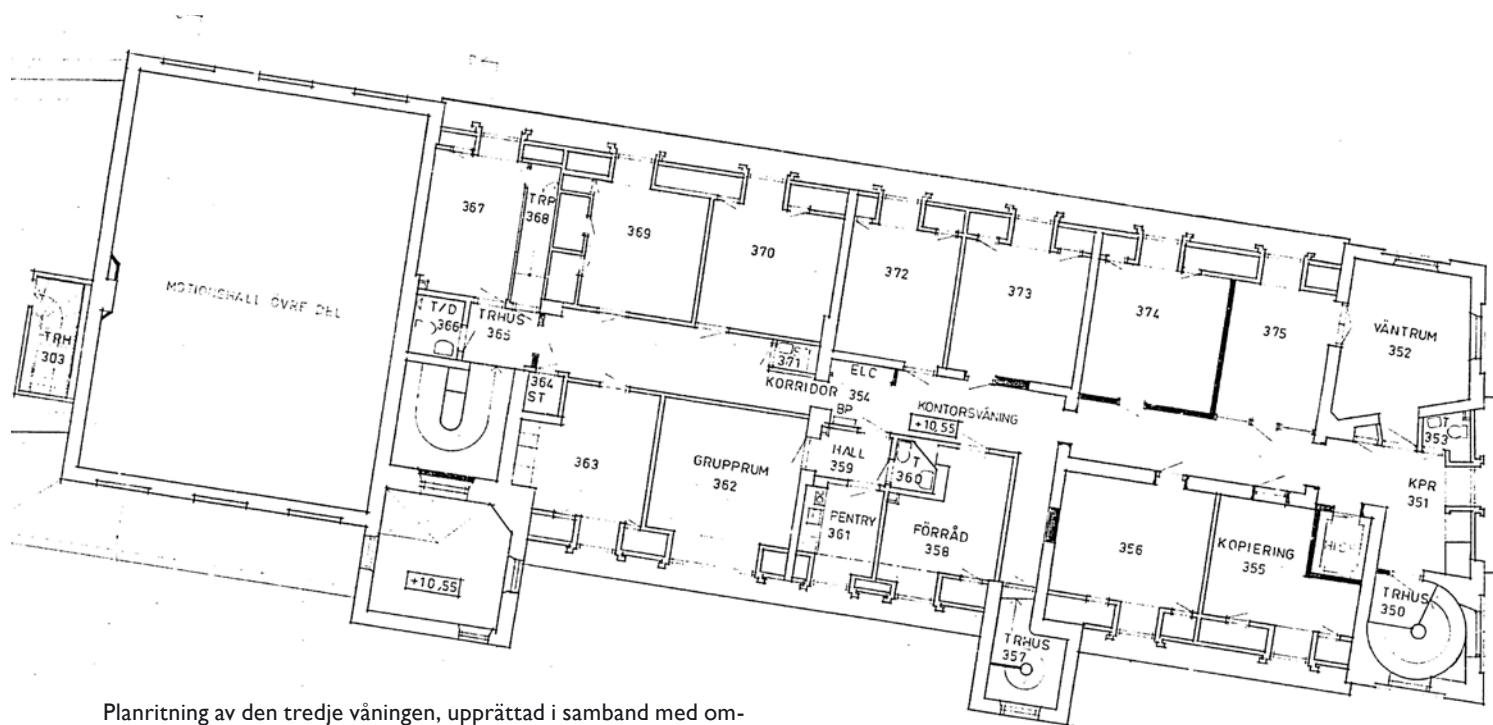 367
TRP
368
369
370
372
373
374
375
VÄNTRUM
352
MOTIONSHALL ÖVRE DEL
TRH
303
T/D
366
TRHUS
365
371
KORRIDOR
ELC
354
BP
KONTORSVÅNING
+10,55
364
ST
363
GRUPPRUM
362
HALL
359
T
360
PENTRY
361
FÖRRÅD
358
356
KOPIERING
355
HISS
T
353
KPR
351
TRHUS
350
TRHUS
357
+10,55
Planritning av den tredje våningen, upprättad i samband med om-